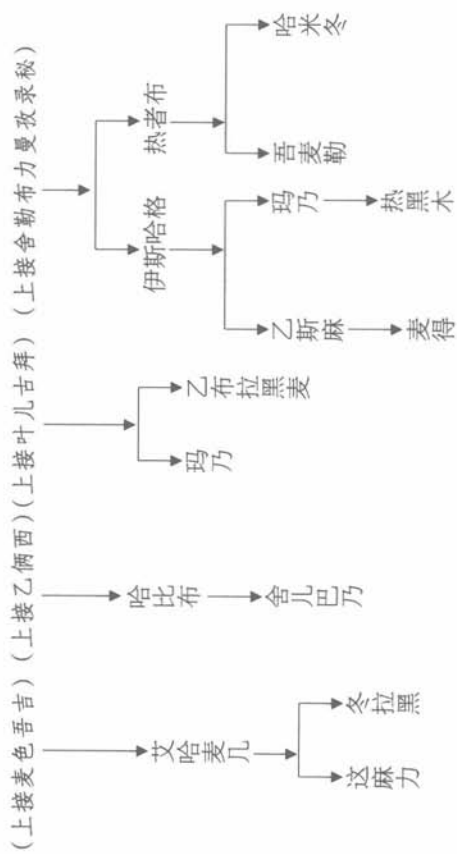 (上接麦色吾吉)
(上接乙俩西)
(上接叶儿古拜)
(上接舍勒布力曼孜录秘)
艾哈麦几
哈比布
玛乃
乙布拉黑麦
伊斯哈格
热者布
这麻力
冬拉黑
舍儿巴乃
乙斯麻
玛乃
吾麦勒
哈米冬
麦得
热黑木